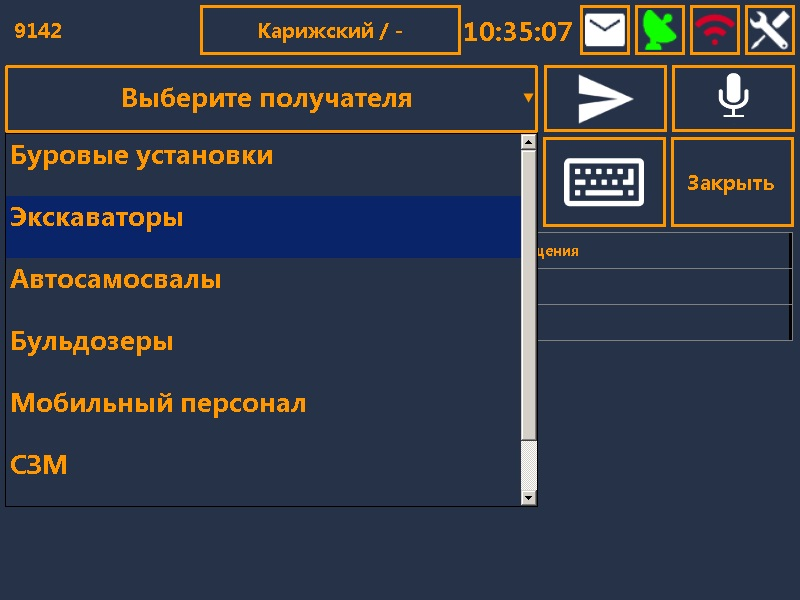 9142
Карижский / -
10:35:07
Выберите получателя
Буровые установки
Экскаваторы
Автосамосвалы
Бульдозеры
Мобильный персонал
СЗМ
Закрыть